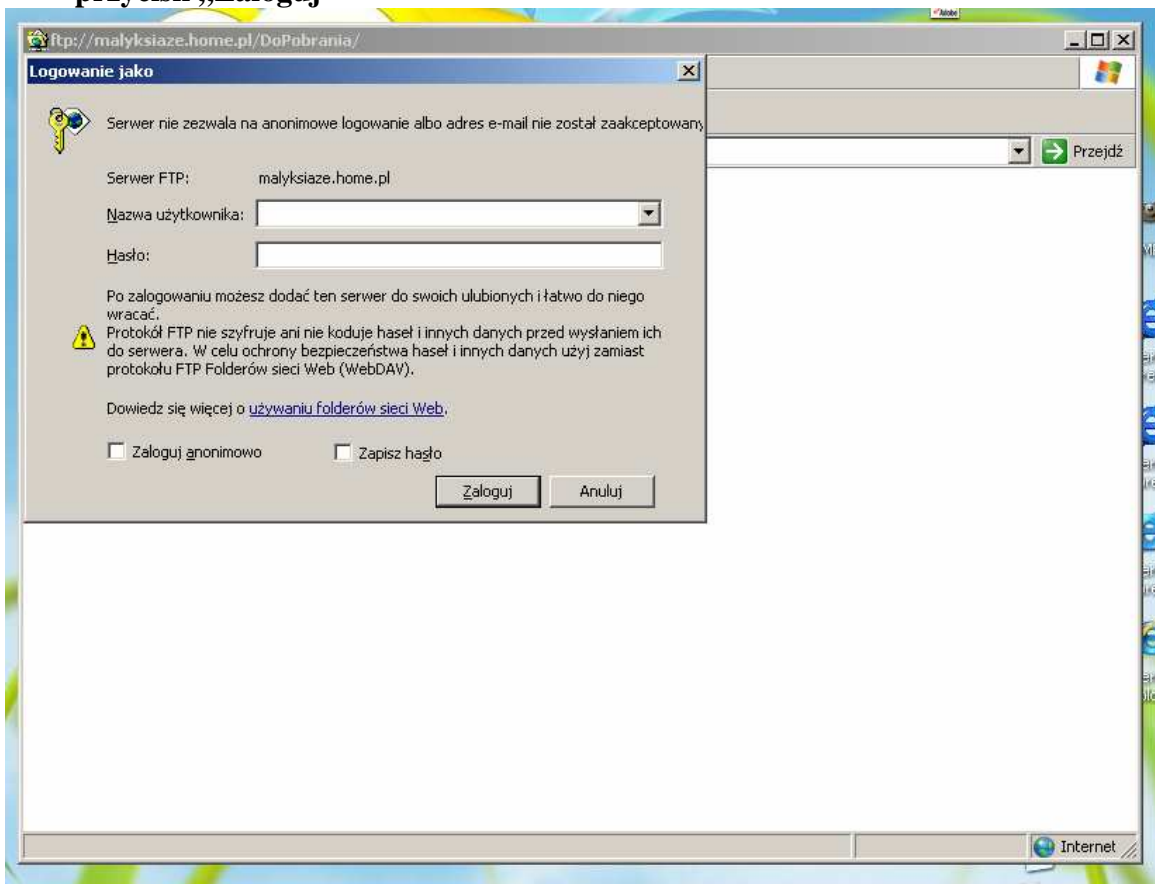 przycisk „Zaloguj”
Adobe
ftp://malyksiaze.home.pl/DoPobrania/
Logowanie jako
Serwer nie zezwala na anonimowe logowanie albo adres e-mail nie został zaakceptowany
Przejdź
Serwer FTP: malyksiaze.home.pl
Nazwa użytkownika:
Hasło:
Po zalogowaniu możesz dodać ten serwer do swoich ulubionych i łatwo do niego
wracać.
Protokół FTP nie szyfruje ani nie koduje haseł i innych danych przed wysłaniem ich
do serwera. W celu ochrony bezpieczeństwa haseł i innych danych użyj zamiast
protokołu FTP Folderów sieci Web (WebDAV).
Dowiedz się więcej o używaniu folderów sieci Web.
Zaloguj anonimowo Zapisz hasło
Zaloguj Anuluj
Internet